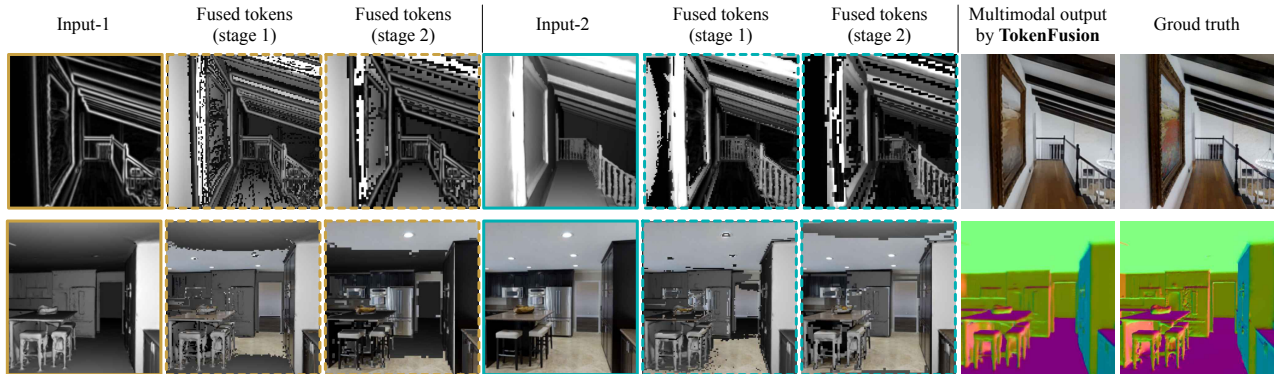 Input-1
Fused tokens
(stage 1)
Fused tokens
(stage 2)
Input-2
Fused tokens
(stage 1)
Fused tokens
(stage 2)
Multimodal output
by TokenFusion
Groud truth